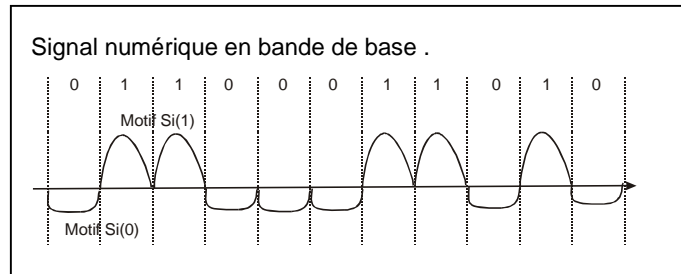 Signal numérique en bande de base .
0 1 1 0 0 0 1 1 0 1 0
Motif Si(1)
Motif Si(0)